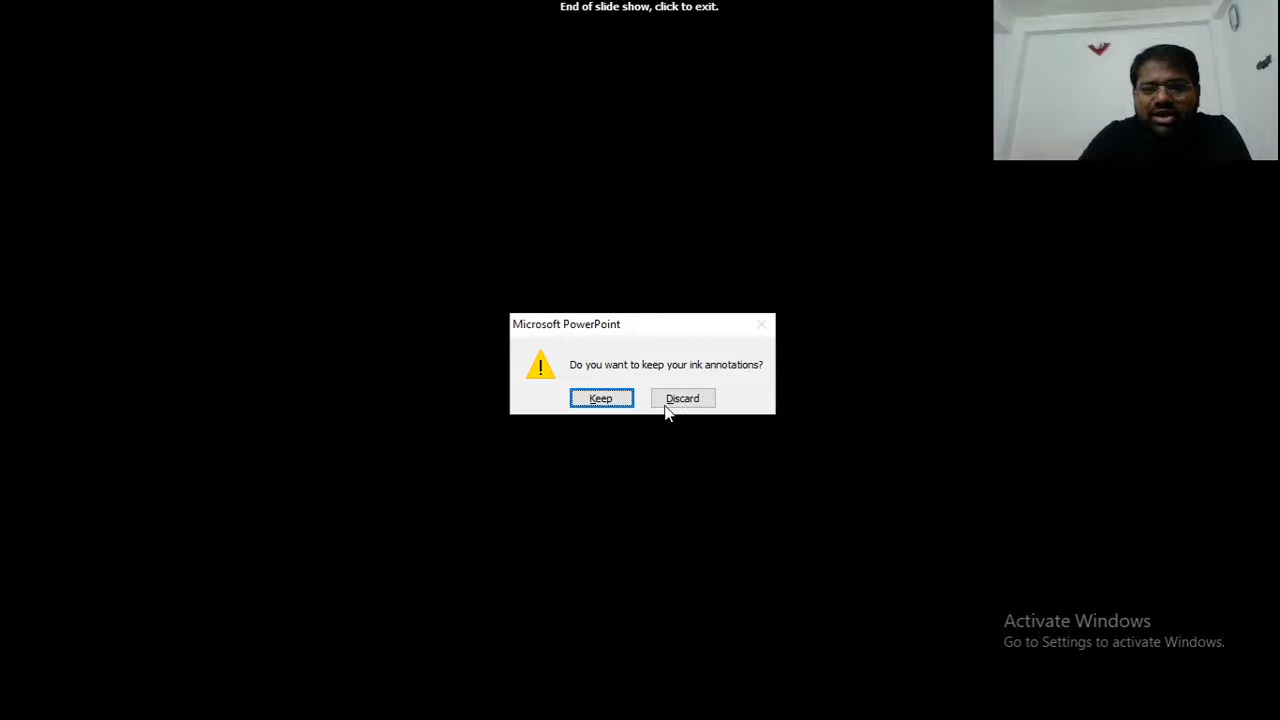 End of slide show, click to exit.
Microsoft PowerPoint
Do you want to keep your ink annotations?
Keep
Discard
Activate Windows
Go to Settings to activate Windows.